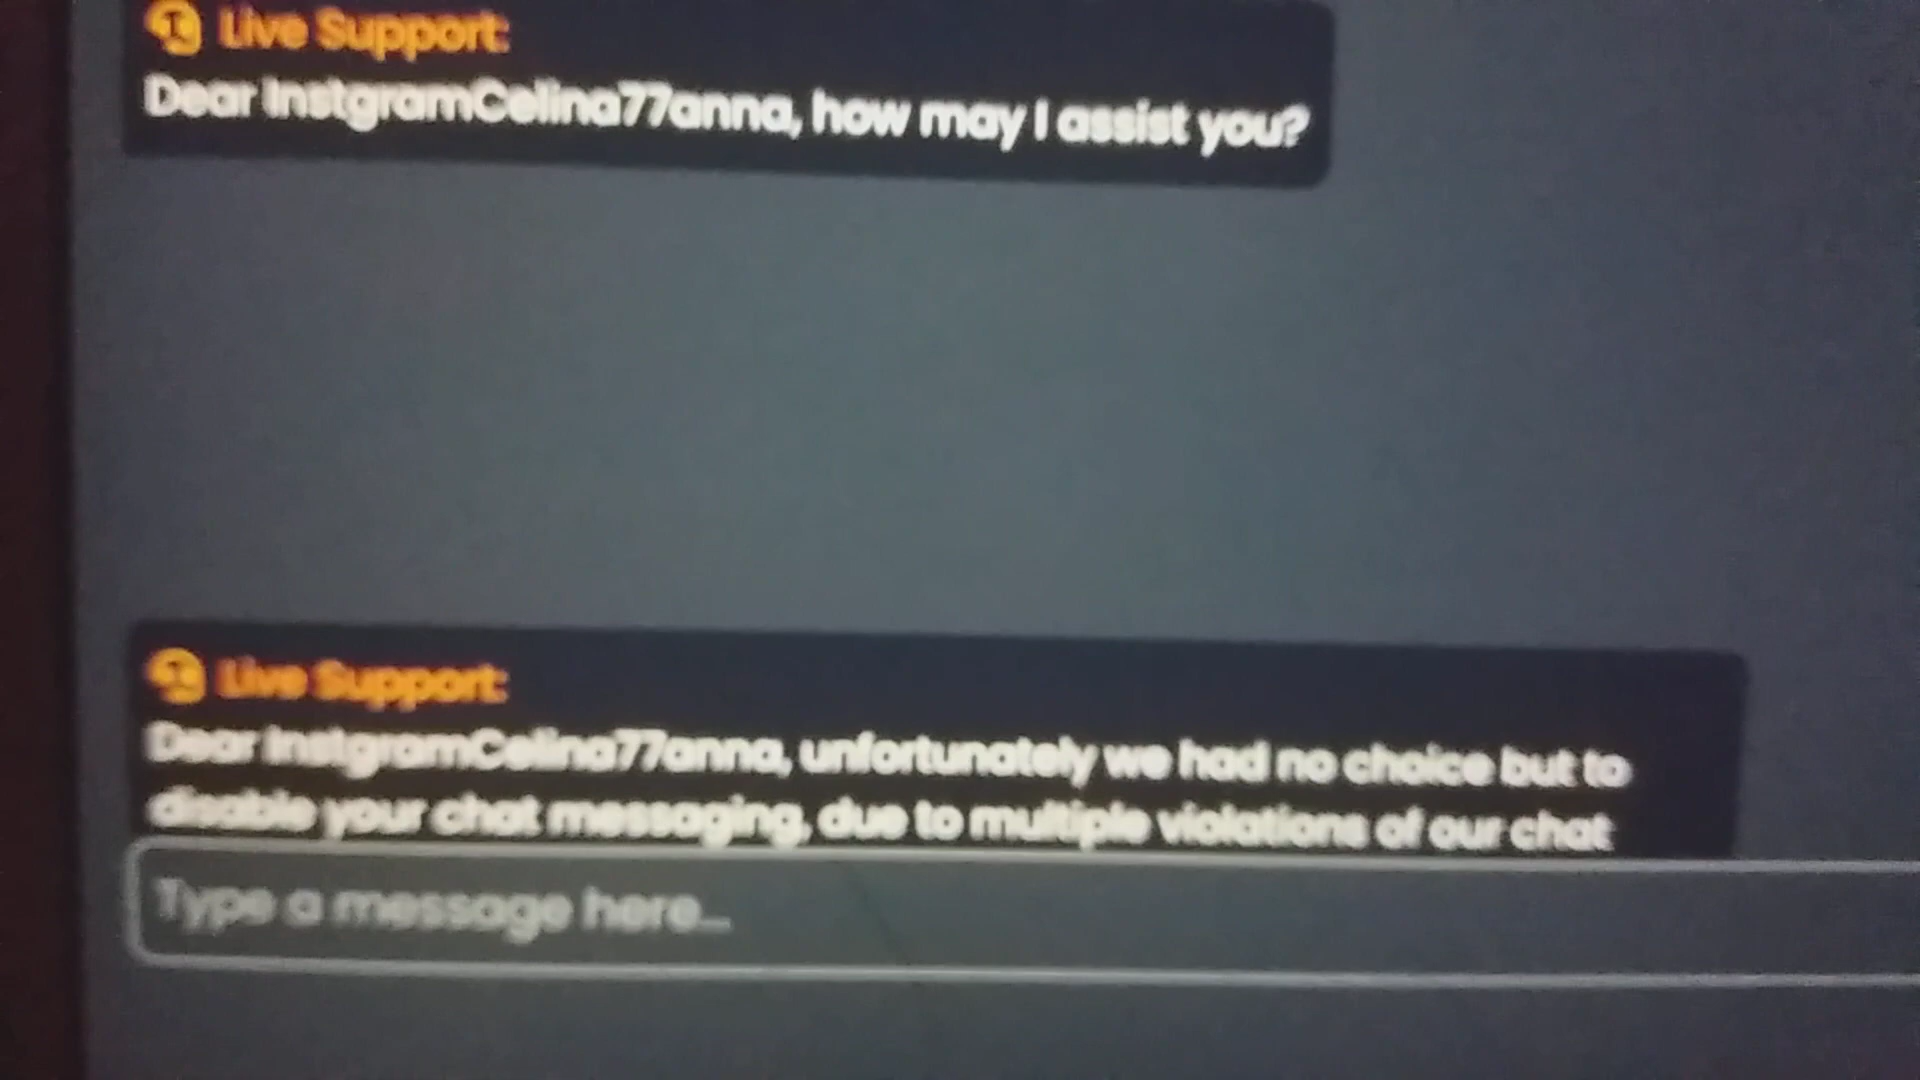 Live Support:
Dear InstgramCelina77anna, how may I assist you?
Live Support:
Dear InstgramCelina77anna, unfortunately we had no choice but to
disable your chat messaging, due to multiple violations of our chat
Type a message here...